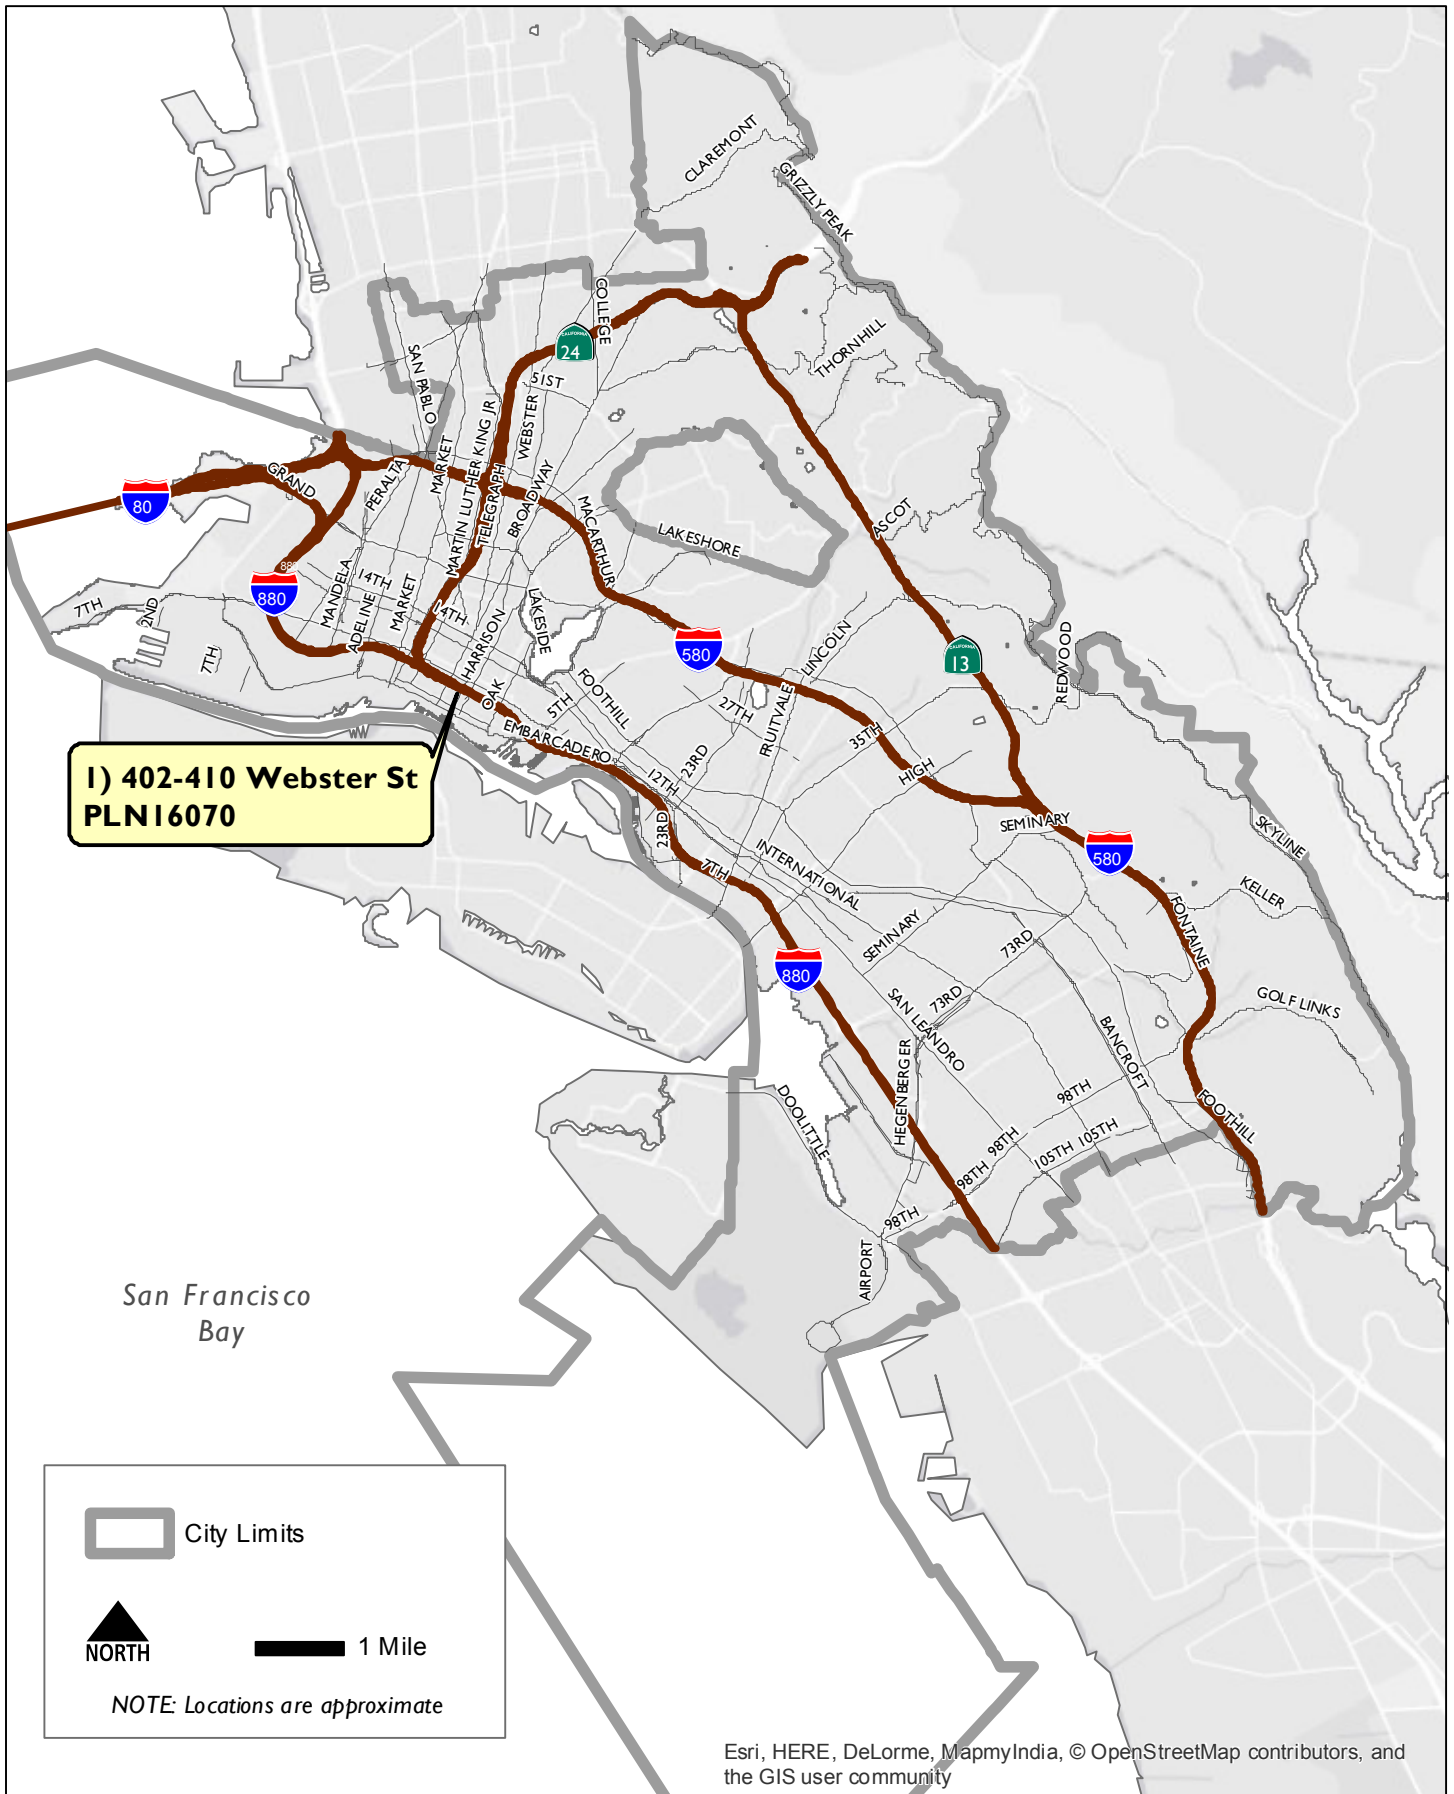 CLAREMONT
GRIZZLY PEAK
COLLEGE
CALIFORNIA
24
THORNHILL
SAN PABLO
51ST
WEBSTER
MARKET
MARTIN LUTHER KING JR
TELEGRAPH
BROADWAY
PERALTA
GRAND
80
MACARTHUR
LAKESHORE
ASCOT
880
880
7TH
2ND
7TH
MANDELA
14TH
ADELINE
MARKET
14TH
HARRISON
LAKESIDE
OAK
5TH
FOOTHILL
EMBARCADERO
580
27TH
FRUITVALE
LINCOLN
CALIFORNIA
13
REDWOOD
35TH
HIGH
23RD
12TH
23RD
7TH
1) 402-410 Webster St
PLN16070
SEMINARY
580
SKYLINE
KELLER
FONTAINE
INTERNATIONAL
SEMINARY
73RD
880
73RD
SAN LEANDRO
GOLF LINKS
BANCROFT
HEGENBERGER
DOOLITTLE
98TH
FOOTHILL
98TH
105TH
105TH
98TH
98TH
AIRPORT
San Francisco
Bay
City Limits
NORTH
1 Mile
NOTE: Locations are approximate
Esri, HERE, DeLorme, MapmyIndia, © OpenStreetMap contributors, and
the GIS user community